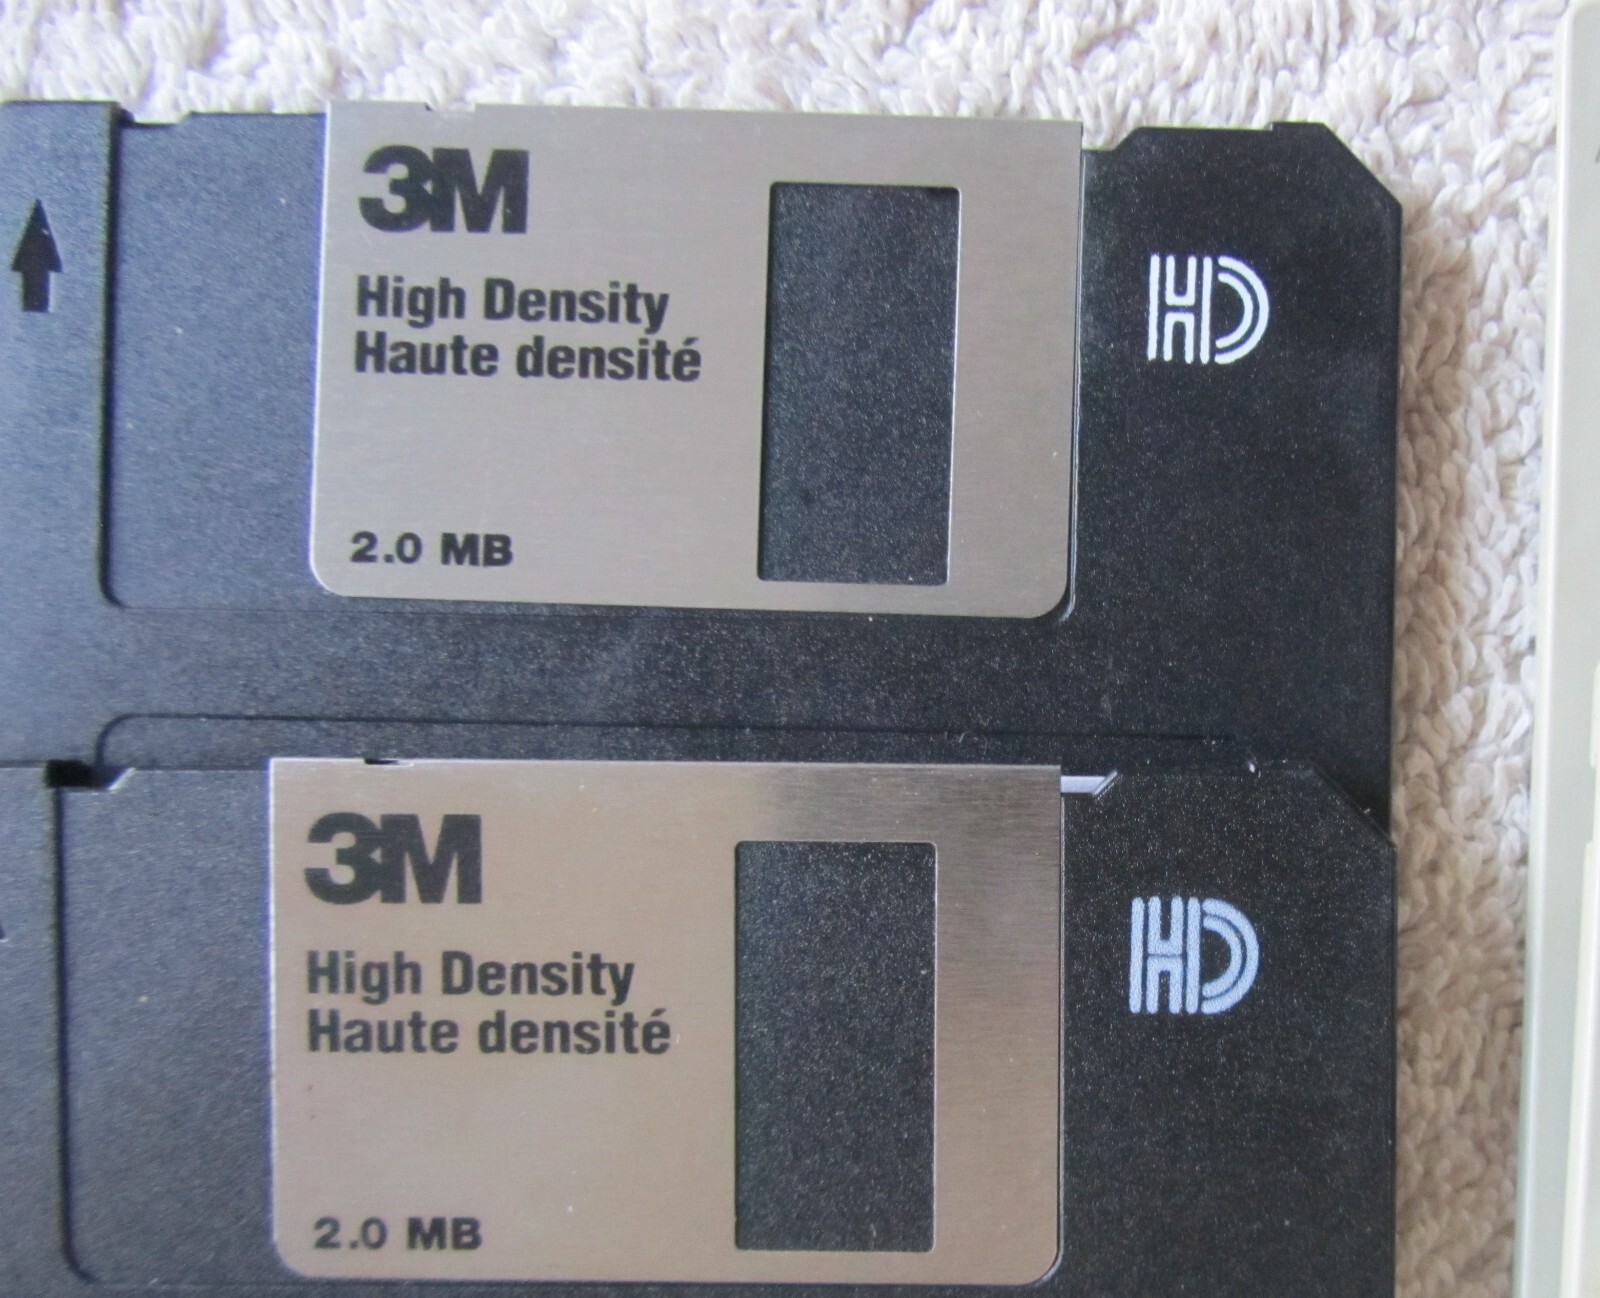 3M
High Density
Haute densité
2.0 MB
HD
3M
High Density
Haute densité
2.0 MB
HD